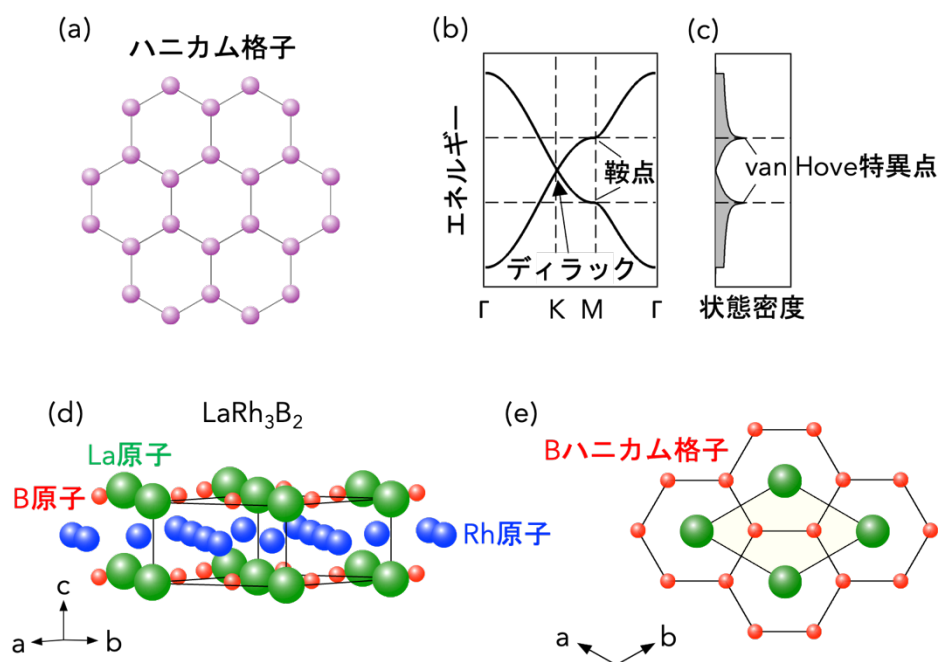 (a)
ハニカム格子
(b)
エネルギー
鞍点
ディラック
Γ K M Γ
(c)
van Hove特異点
状態密度
(d)
LaRh₃B₂
La原子
B原子
Rh原子
c
a
b
(e)
Bハニカム格子
a
b